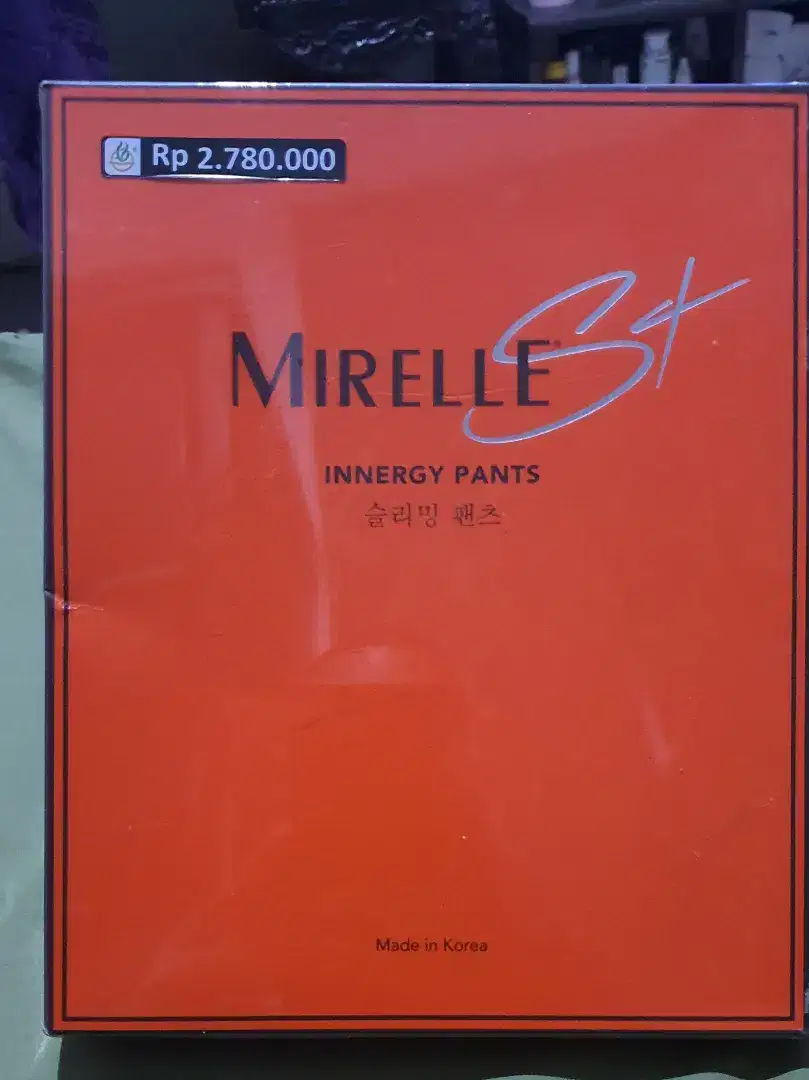 Rp 2.780.000
MIRELLE® S+
INNERGY PANTS
슬리밍 팬츠
Made in Korea